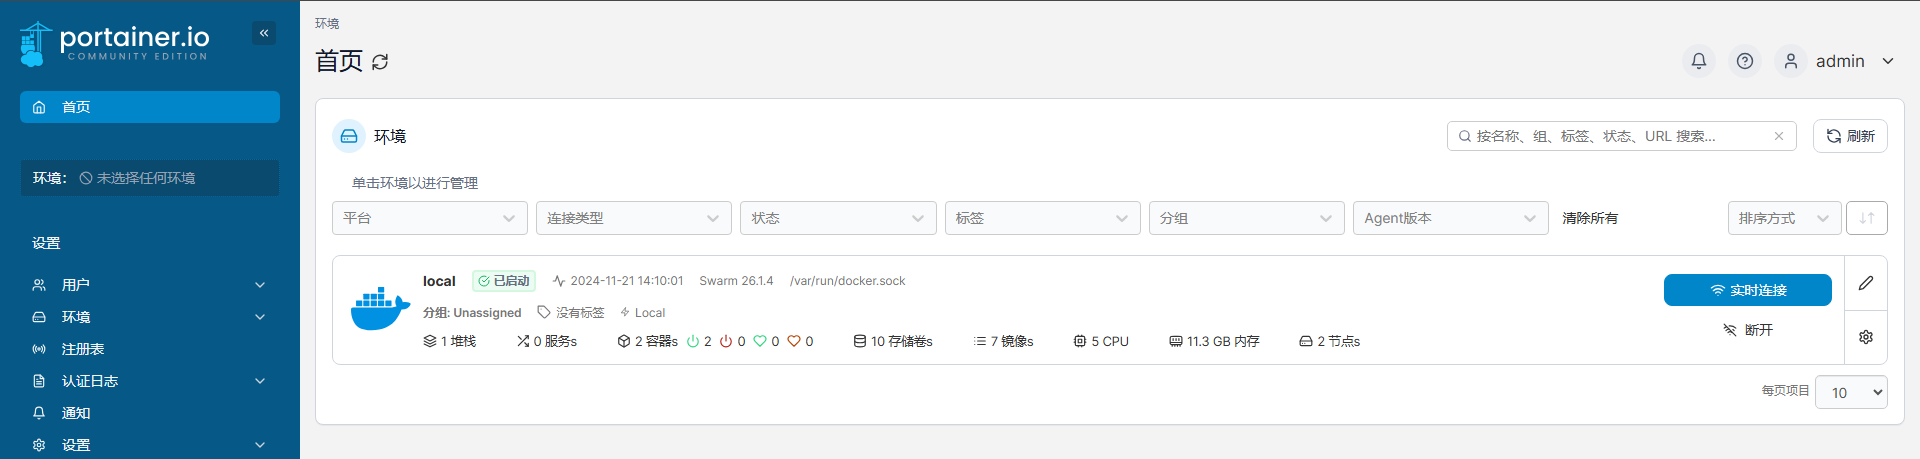 portainer.io
COMMUNITY EDITION
首页
环境： 未选择任何环境
设置
用户
环境
注册表
认证日志
通知
设置
环境
首页
admin
环境
按名称、组、标签、状态、URL 搜索...
刷新
单击环境以进行管理
平台 连接类型 状态 标签 分组 Agent版本 清除所有 排序方式
local 已启动 2024-11-21 14:10:01 Swarm 26.1.4 /var/run/docker.sock
分组: Unassigned 没有标签 Local
1 堆栈 0 服务s 2 容器s 2 0 0 0 10 存储卷s 7 镜像s 5 CPU 11.3 GB 内存 2 节点s
实时连接
断开
每页项目 10